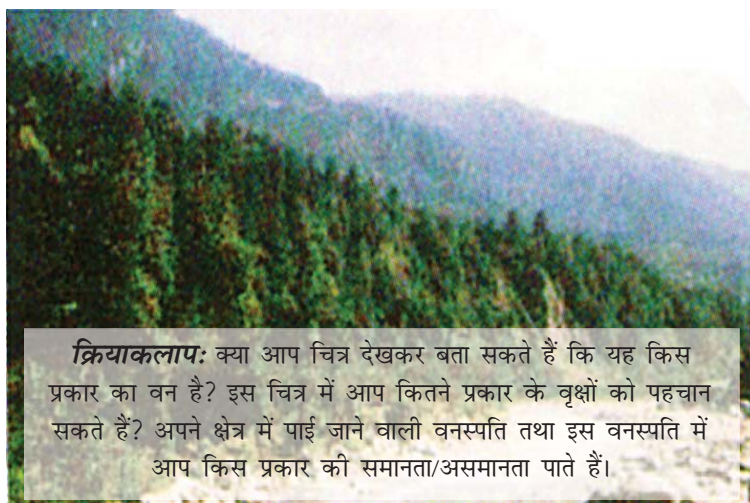 क्रियाकलाप: क्या आप चित्र देखकर बता सकते हैं कि यह किस
प्रकार का वन है? इस चित्र में आप कितने प्रकार के वृक्षों को पहचान
सकते हैं? अपने क्षेत्र में पाई जाने वाली वनस्पति तथा इस वनस्पति में
आप किस प्रकार की समानता/असमानता पाते हैं।